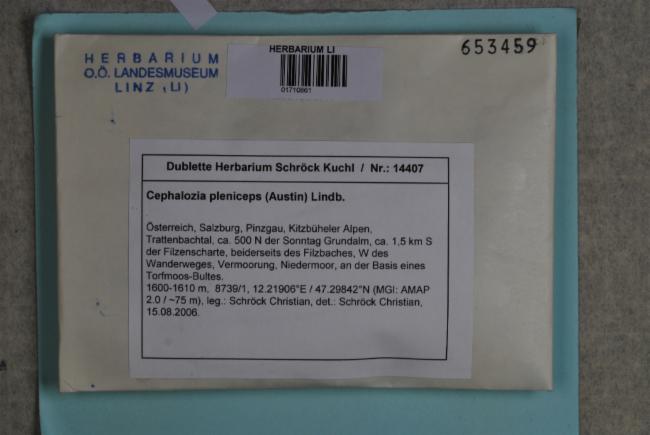 HERBARIUM
O.Ö. LANDESMUSEUM
LINZ (LI)
HERBARIUM LI
01710861
653459
Dublette Herbarium Schröck Kuchl / Nr.: 14407
Cephalozia pleniceps (Austin) Lindb.
Österreich, Salzburg, Pinzgau, Kitzbüheler Alpen,
Trattenbachtal, ca. 500 N der Sonntag Grundalm, ca. 1,5 km S
der Filzenscharte, beiderseits des Filzbaches, W des
Wanderweges, Vermoorung, Niedermoor, an der Basis eines
Torfmoos-Bultes.
1600-1610 m, 8739/1, 12.21906°E / 47.29842°N (MGI: AMAP
2.0 / ~75 m), leg.: Schröck Christian, det.: Schröck Christian,
15.08.2006.